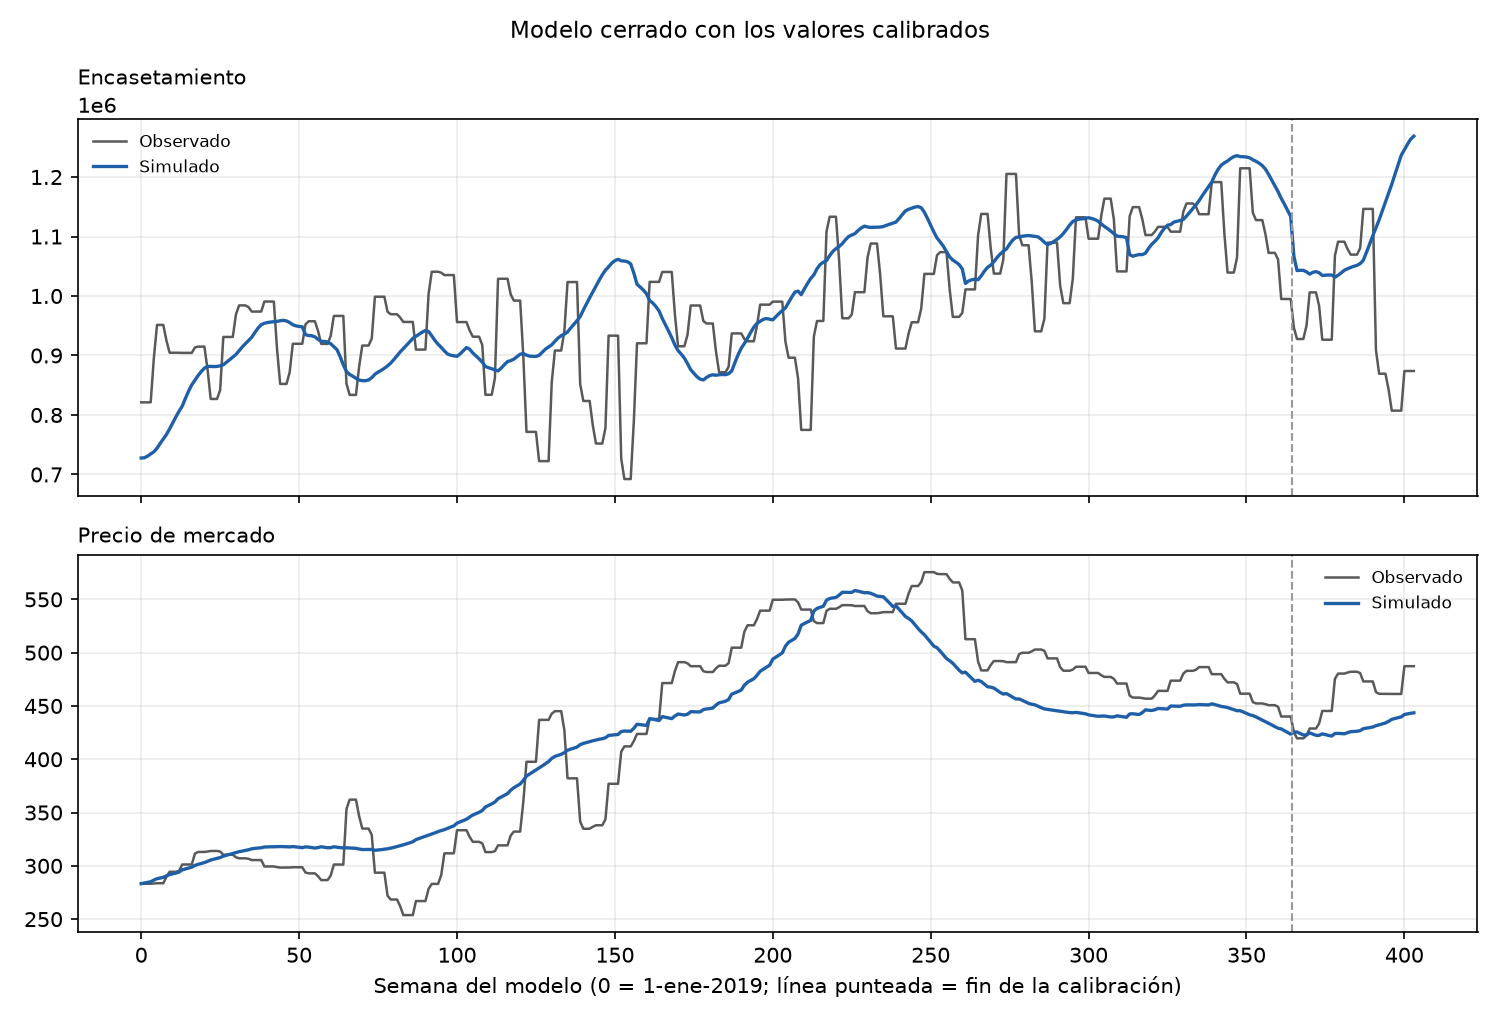 Modelo cerrado con los valores calibrados
Encasetamiento
1e6
Observado
Simulado
1.2
1.1
1.0
0.9
0.8
0.7
Precio de mercado
Observado
Simulado
550
500
450
400
350
300
250
0 50 100 150 200 250 300 350 400
Semana del modelo (0 = 1-ene-2019; línea punteada = fin de la calibración)